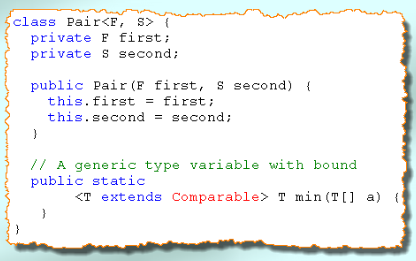 class Pair<F, S> {
  private F first;
  private S second;

  public Pair(F first, S second) {
    this.first = first;
    this.second = second;
  }

  // A generic type variable with bound
  public static
       <T extends Comparable> T min(T[] a) {
   }
}